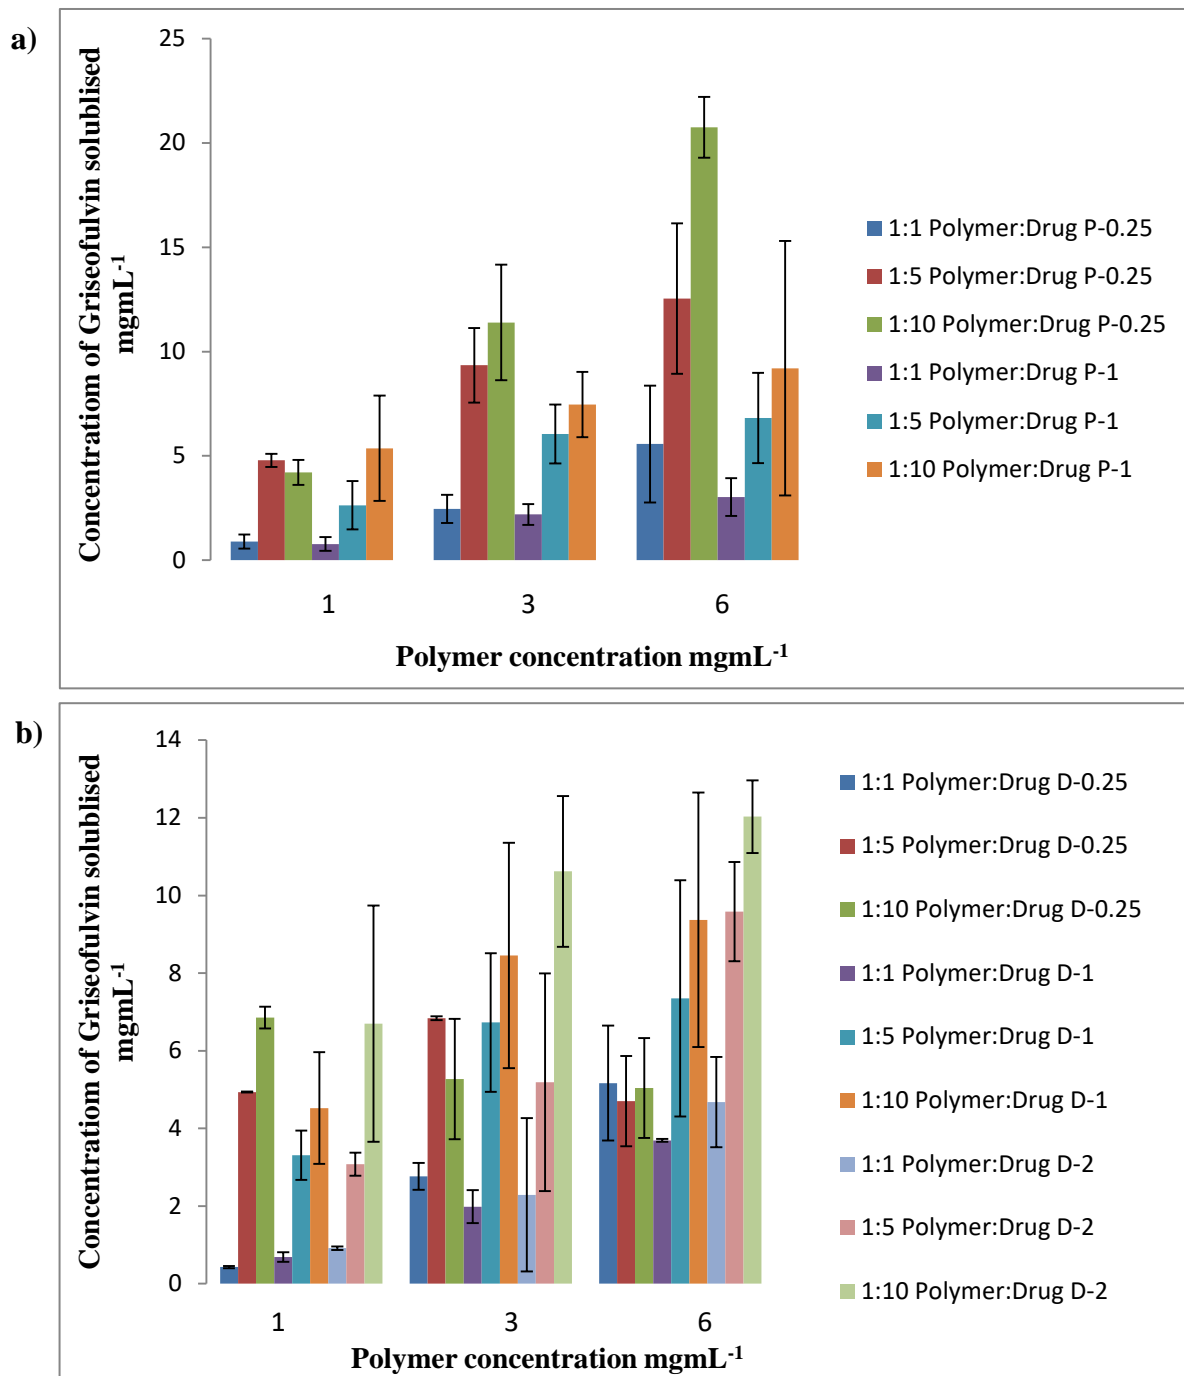 a)
Concentratiom of Griseofulvin solublised
mgmL-1
25
20
15
10
5
0
1
3
6
Polymer concentration mgmL-1
1:1 Polymer:Drug P-0.25
1:5 Polymer:Drug P-0.25
1:10 Polymer:Drug P-0.25
1:1 Polymer:Drug P-1
1:5 Polymer:Drug P-1
1:10 Polymer:Drug P-1
b)
Concentratiom of Griseofulvin solublised
mgmL-1
14
12
10
8
6
4
2
0
1
3
6
Polymer concentration mgmL-1
1:1 Polymer:Drug D-0.25
1:5 Polymer:Drug D-0.25
1:10 Polymer:Drug D-0.25
1:1 Polymer:Drug D-1
1:5 Polymer:Drug D-1
1:10 Polymer:Drug D-1
1:1 Polymer:Drug D-2
1:5 Polymer:Drug D-2
1:10 Polymer:Drug D-2